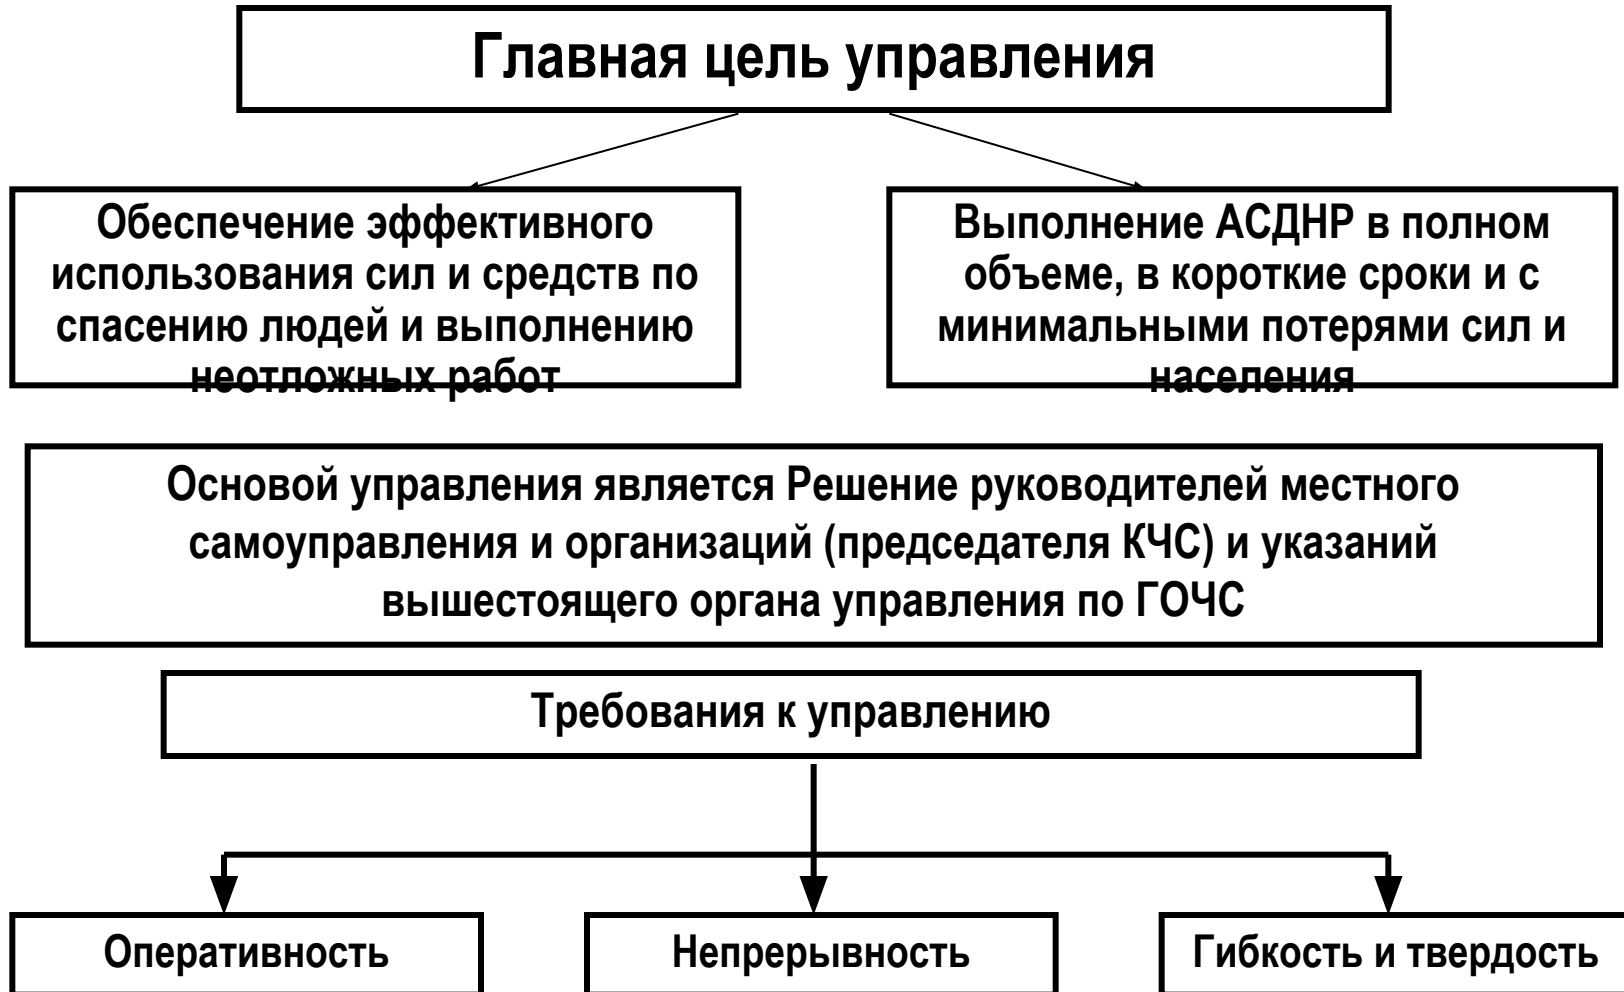 Главная цель управления
Обеспечение эффективного
использования сил и средств по
спасению людей и выполнению
неотложных работ
Выполнение АСДНР в полном
объеме, в короткие сроки и с
минимальными потерями сил и
населения
Основой управления является Решение руководителей местного
самоуправления и организаций (председателя КЧС) и указаний
вышестоящего органа управления по ГОЧС
Требования к управлению
Оперативность
Непрерывность
Гибкость и твердость